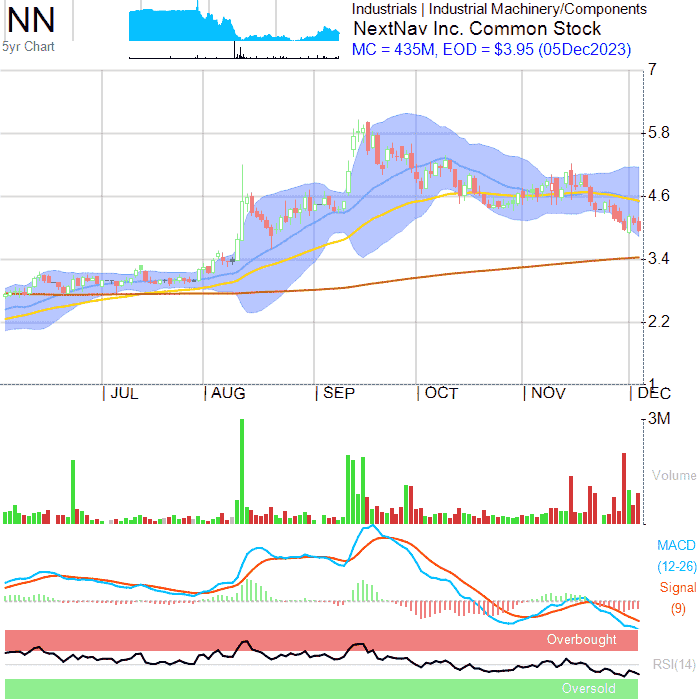 NN
5yr Chart
Industrials | Industrial Machinery/Components
NextNav Inc. Common Stock
MC = 435M, EOD = $3.95 (05Dec2023)
7
5.8
4.6
3.4
2.2
1
| JUL | AUG | SEP | OCT | NOV | DEC
3M
Volume
MACD
(12-26)
Signal
(9)
Overbought
RSI(14)
Oversold